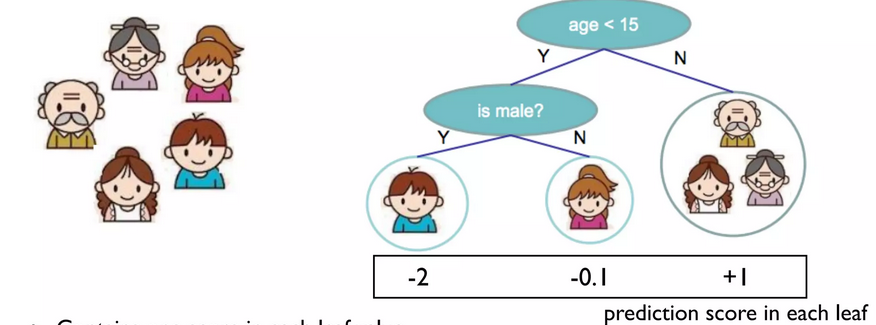 age < 15
Y
N
is male?
Y
N
-2
-0.1
+1
prediction score in each leaf